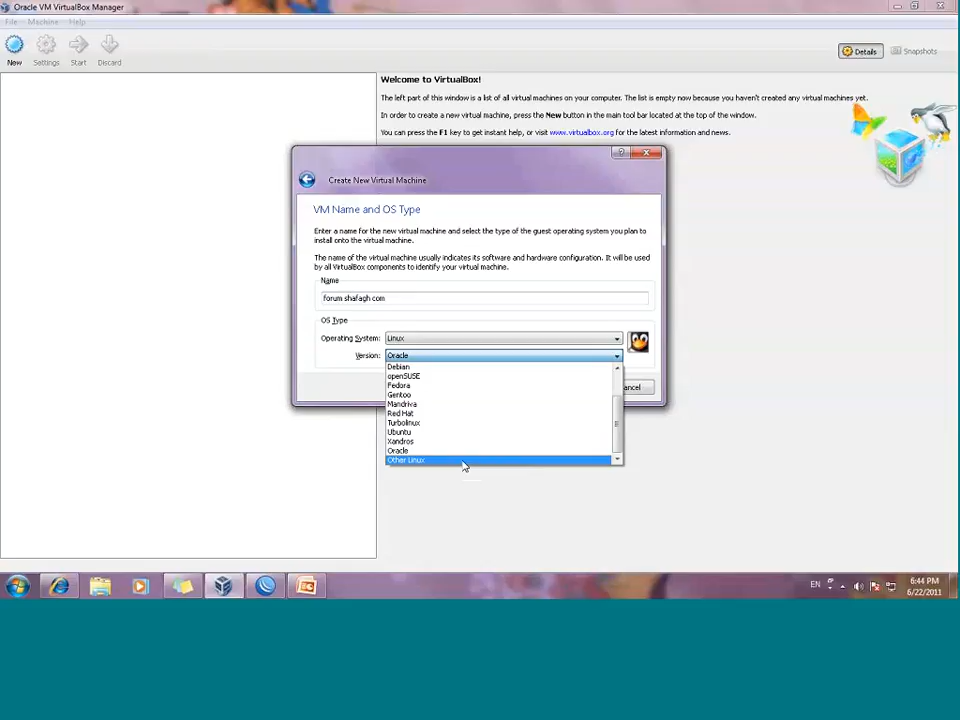 Oracle VM VirtualBox Manager
File Machine Help
New Settings Start Discard
Details Snapshots
Welcome to VirtualBox!
The left part of this window is a list of all virtual machines on your computer. The list is empty now because you haven't created any virtual machines yet.
In order to create a new virtual machine, press the New button in the main tool bar located at the top of the window.
You can press the F1 key to get instant help, or visit www.virtualbox.org for the latest information and news.
Create New Virtual Machine
VM Name and OS Type
Enter a name for the new virtual machine and select the type of the guest operating system you plan to
install onto the virtual machine.
The name of the virtual machine usually indicates its software and hardware configuration. It will be used
by all VirtualBox components to identify your virtual machine.
Name
forum shafagh com
OS Type
Operating System: Linux
Version: Oracle
Debian
openSUSE
Fedora
Gentoo
Mandriva
Red Hat
Turbolinux
Ubuntu
Xandros
Oracle
Other Linux
ancel
EN
6:44 PM
6/22/2011